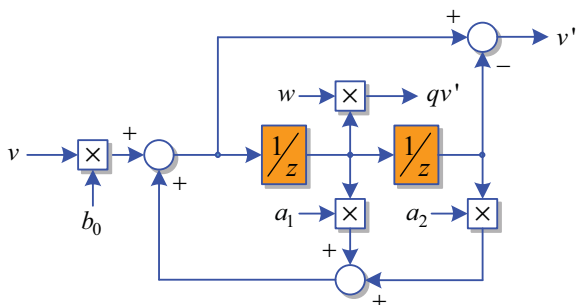 +
v'
−
w
×
qv'
v
×
+
+
b₀
1/z
1/z
a₁
×
+
a₂
×
+